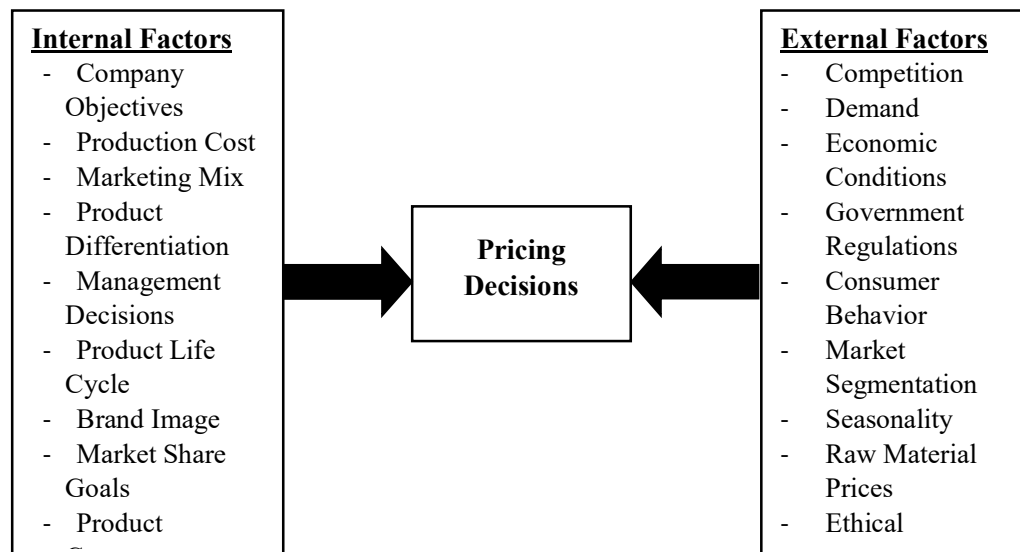 Internal Factors
- Company
Objectives
- Production Cost
- Marketing Mix
- Product
Differentiation
- Management
Decisions
- Product Life
Cycle
- Brand Image
- Market Share
Goals
- Product
Pricing
Decisions
External Factors
- Competition
- Demand
- Economic
Conditions
- Government
Regulations
- Consumer
Behavior
- Market
Segmentation
- Seasonality
- Raw Material
Prices
- Ethical